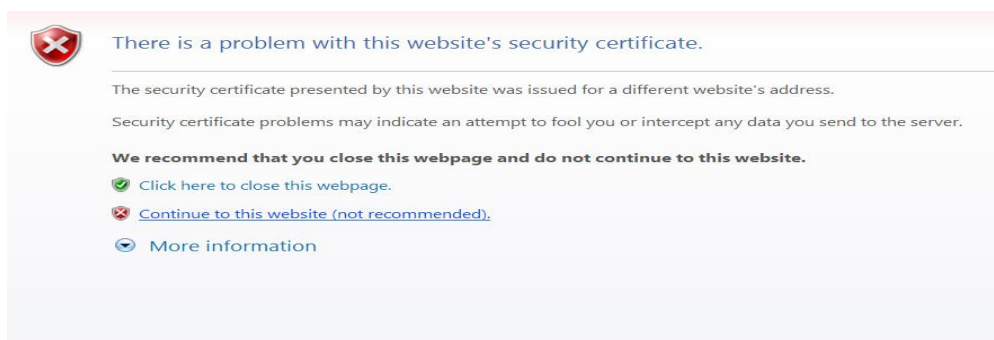 There is a problem with this website's security certificate.
The security certificate presented by this website was issued for a different website's address.
Security certificate problems may indicate an attempt to fool you or intercept any data you send to the server.
We recommend that you close this webpage and do not continue to this website.
Click here to close this webpage.
Continue to this website (not recommended).
More information